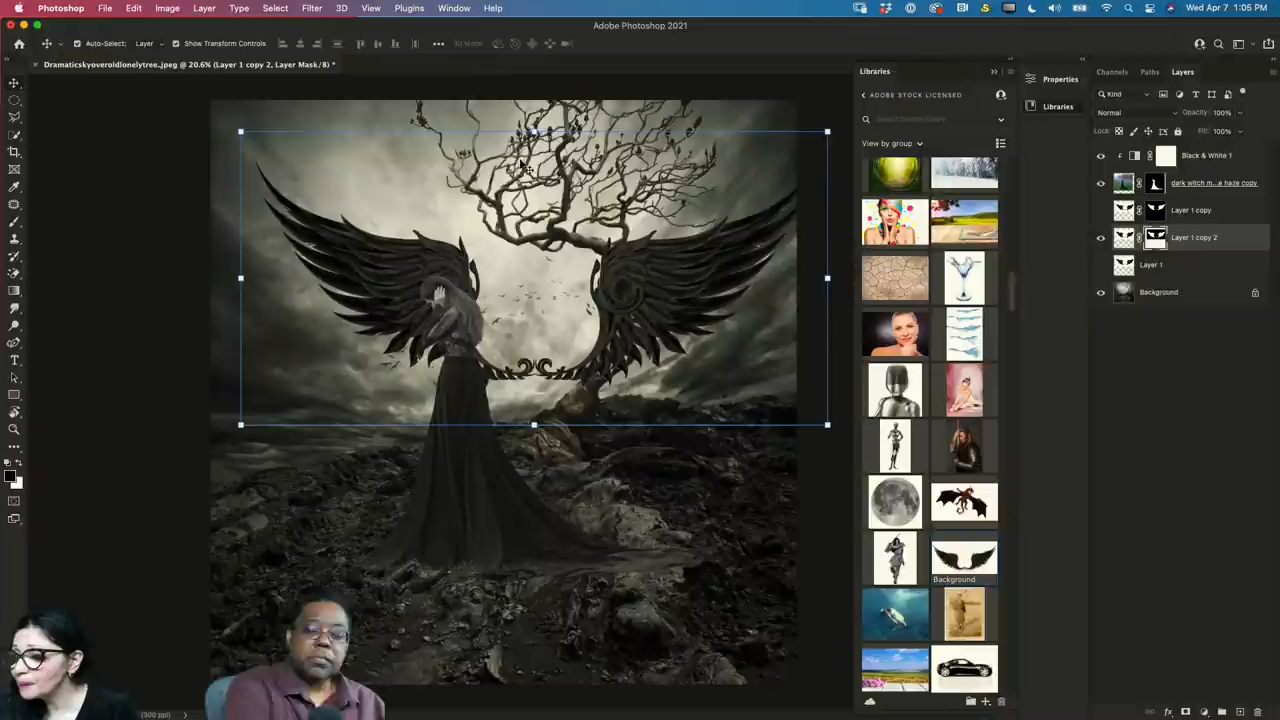 Photoshop File Edit Image Layer Type Select Filter 3D View Plugins Window Help
Wed Apr 7 1:05 PM
Adobe Photoshop 2021
Auto-Select: Layer Show Transform Controls
3D Mode:
Dramaticskyoveroldlonelytree..jpeg @ 20.6% (Layer 1 copy 2, Layer Mask/8) *
Libraries
ADOBE STOCK LICENSED
View by group
Background
Properties
Libraries
Channels Paths Layers
Kind
Normal Opacity: 100%
Lock: Fill: 100%
Black & White 1
dark witch m...e haze copy
Layer 1 copy
Layer 1 copy 2
Layer 1
Background
(300 ppi)